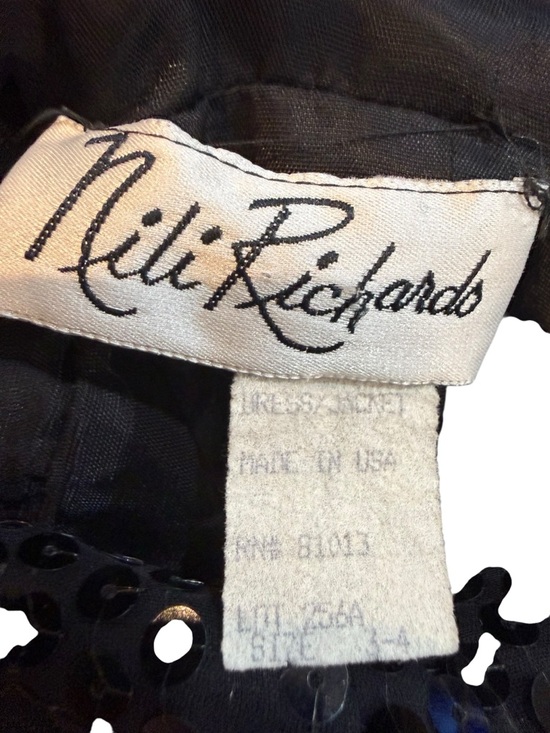 Nili Richards
DRESS/JACKET
MADE IN USA
RN# 81013
LOT 256A
SIZE 3-4